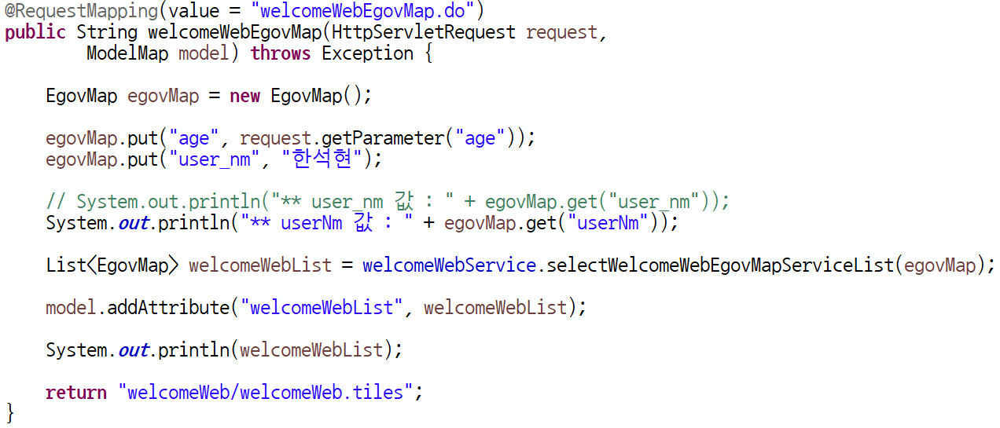 @RequestMapping(value = "welcomeWebEgovMap.do")
public String welcomeWebEgovMap(HttpServletRequest request,
        ModelMap model) throws Exception {
    EgovMap egovMap = new EgovMap();
    egovMap.put("age", request.getParameter("age"));
    egovMap.put("user_nm", "한석현");
    // System.out.println("** user_nm 값 : " + egovMap.get("user_nm"));
    System.out.println("** userNm 값 : " + egovMap.get("userNm"));
    List<EgovMap> welcomeWebList = welcomeWebService.selectWelcomeWebEgovMapServiceList(egovMap);
    model.addAttribute("welcomeWebList", welcomeWebList);
    System.out.println(welcomeWebList);
    return "welcomeWeb/welcomeWeb.tiles";
}